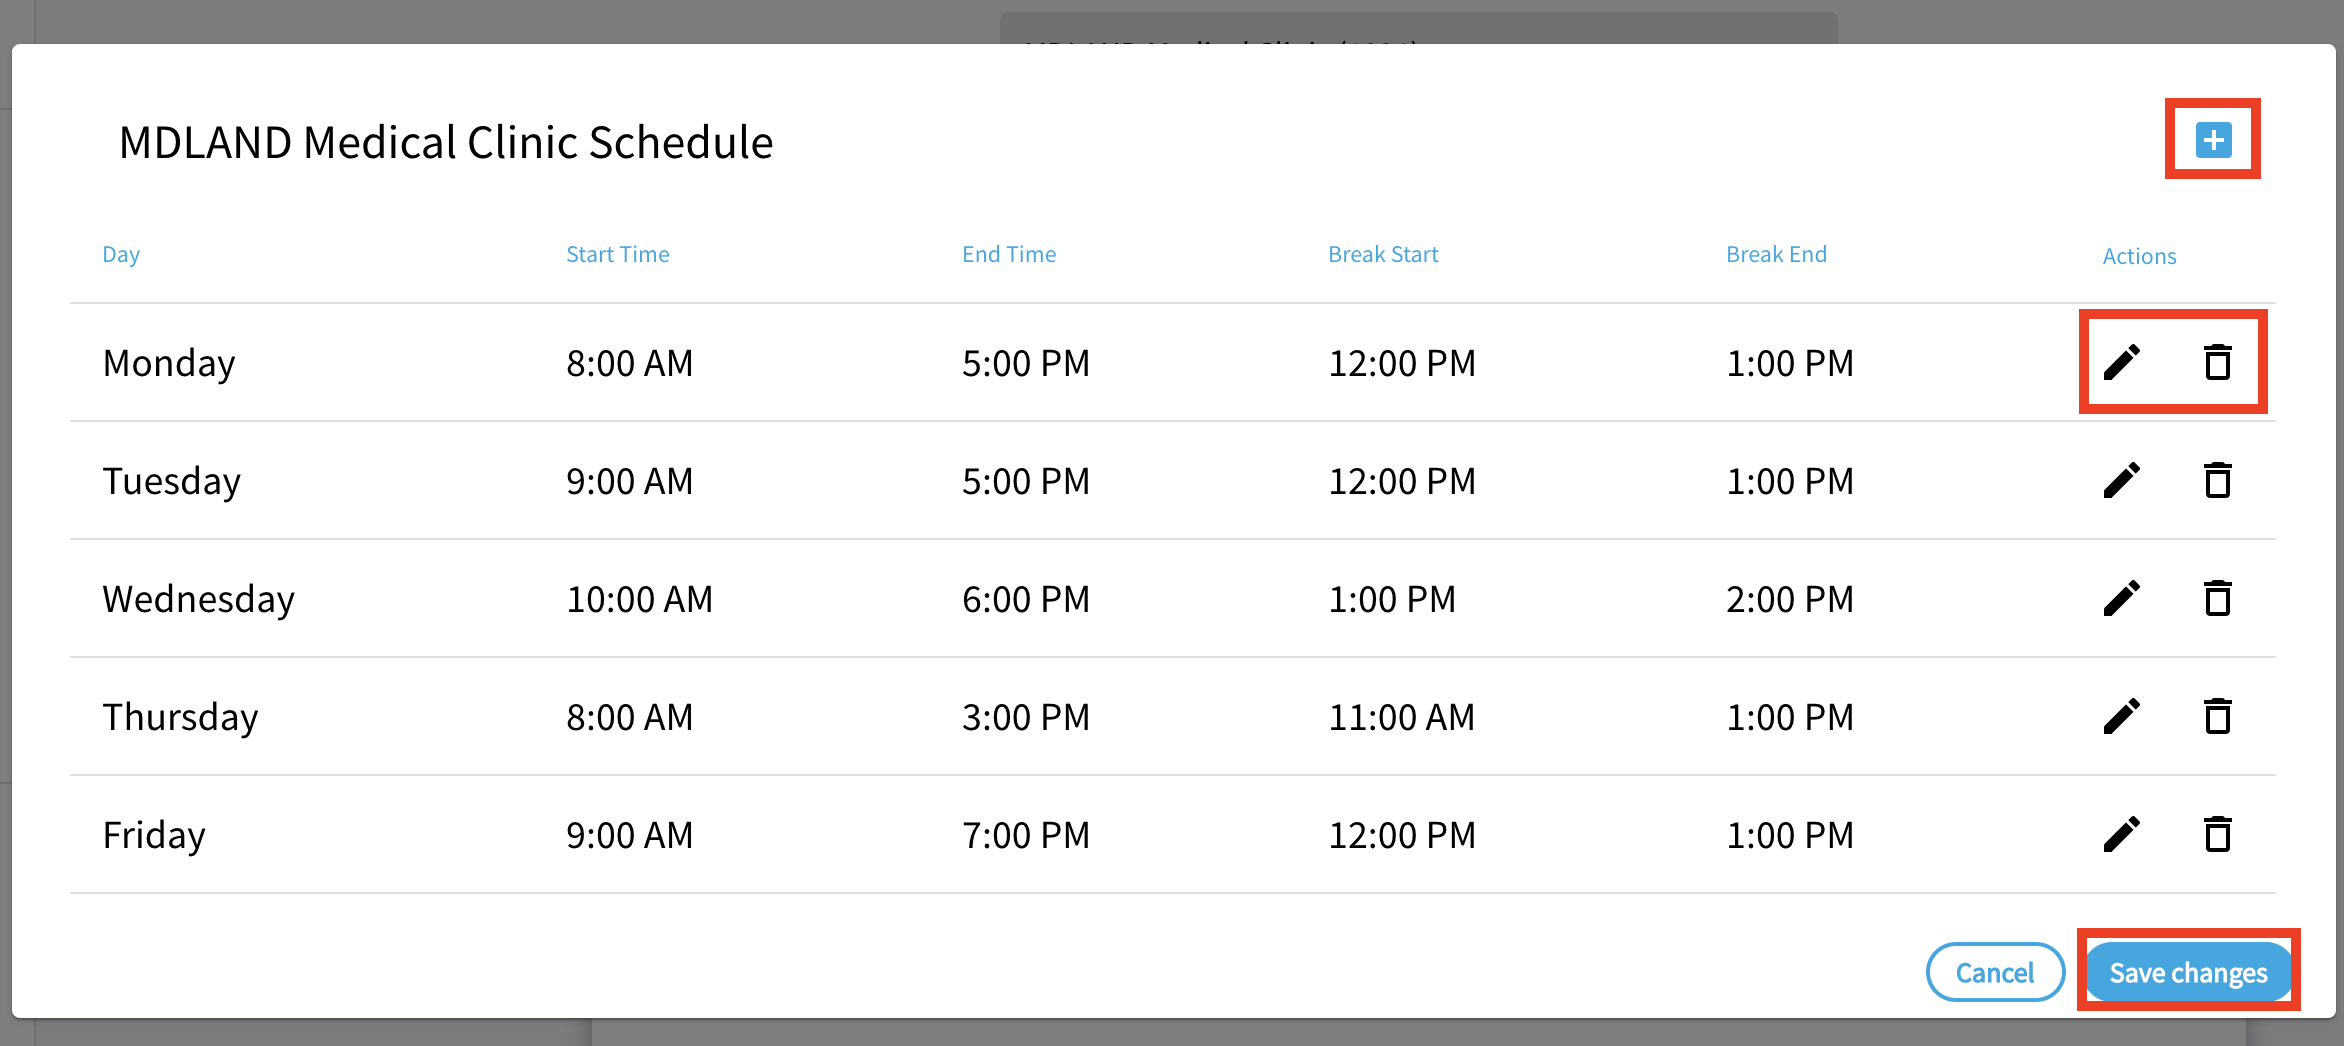 MDLAND Medical Clinic Schedule
Day Start Time End Time Break Start Break End Actions
Monday 8:00 AM 5:00 PM 12:00 PM 1:00 PM
Tuesday 9:00 AM 5:00 PM 12:00 PM 1:00 PM
Wednesday 10:00 AM 6:00 PM 1:00 PM 2:00 PM
Thursday 8:00 AM 3:00 PM 11:00 AM 1:00 PM
Friday 9:00 AM 7:00 PM 12:00 PM 1:00 PM
Cancel Save changes